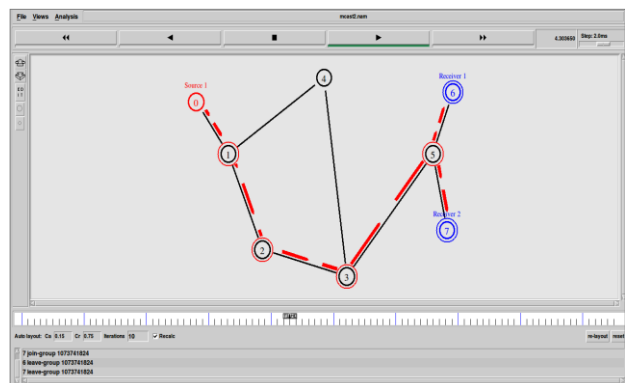 File Views Analysis
mcast2.nam
4.303650
Step: 2.0ms
4
Source 1
0
Receiver 1
6
1
5
Receiver 2
7
2
3
Auto layout: Ca 0.15 Cr 0.75 Iterations 10 Recalc
re-layout reset
7 join-group 1073741824
6 leave-group 1073741824
7 leave-group 1073741824